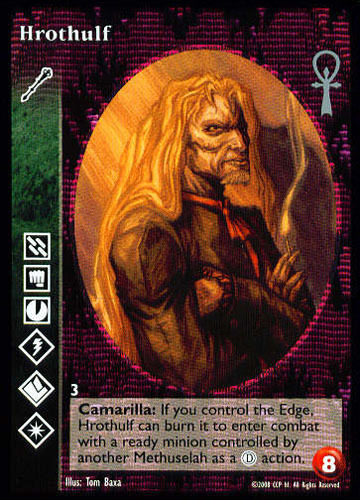 Hrothulf
3
Camarilla: If you control the Edge,
Hrothulf can burn it to enter combat
with a ready minion controlled by
another Methuselah as a Ⓓ action.
8
Illus: Tom Baxa
©2008 CCP hf. All Rights Reserved.